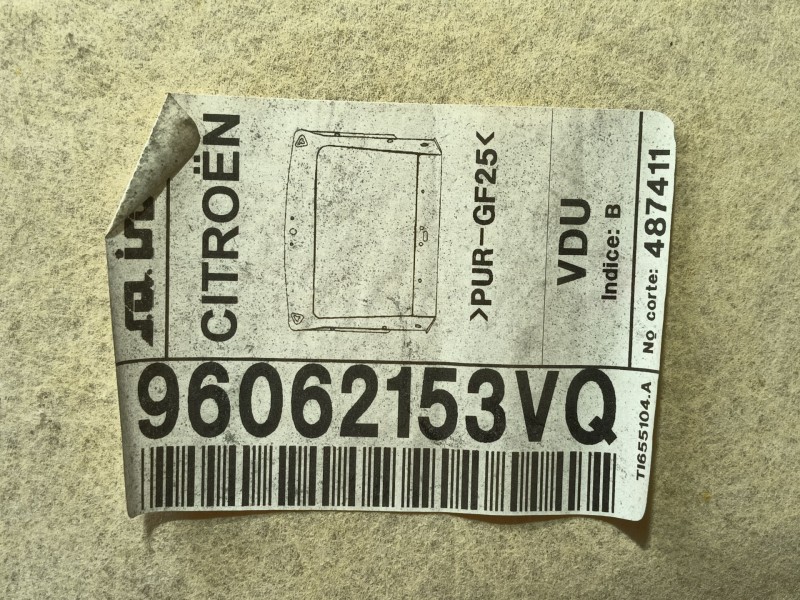 CITROËN
>PUR-GF25<
VDU
Indice: B
No corte: 487411
96062153VQ
TI655104.A